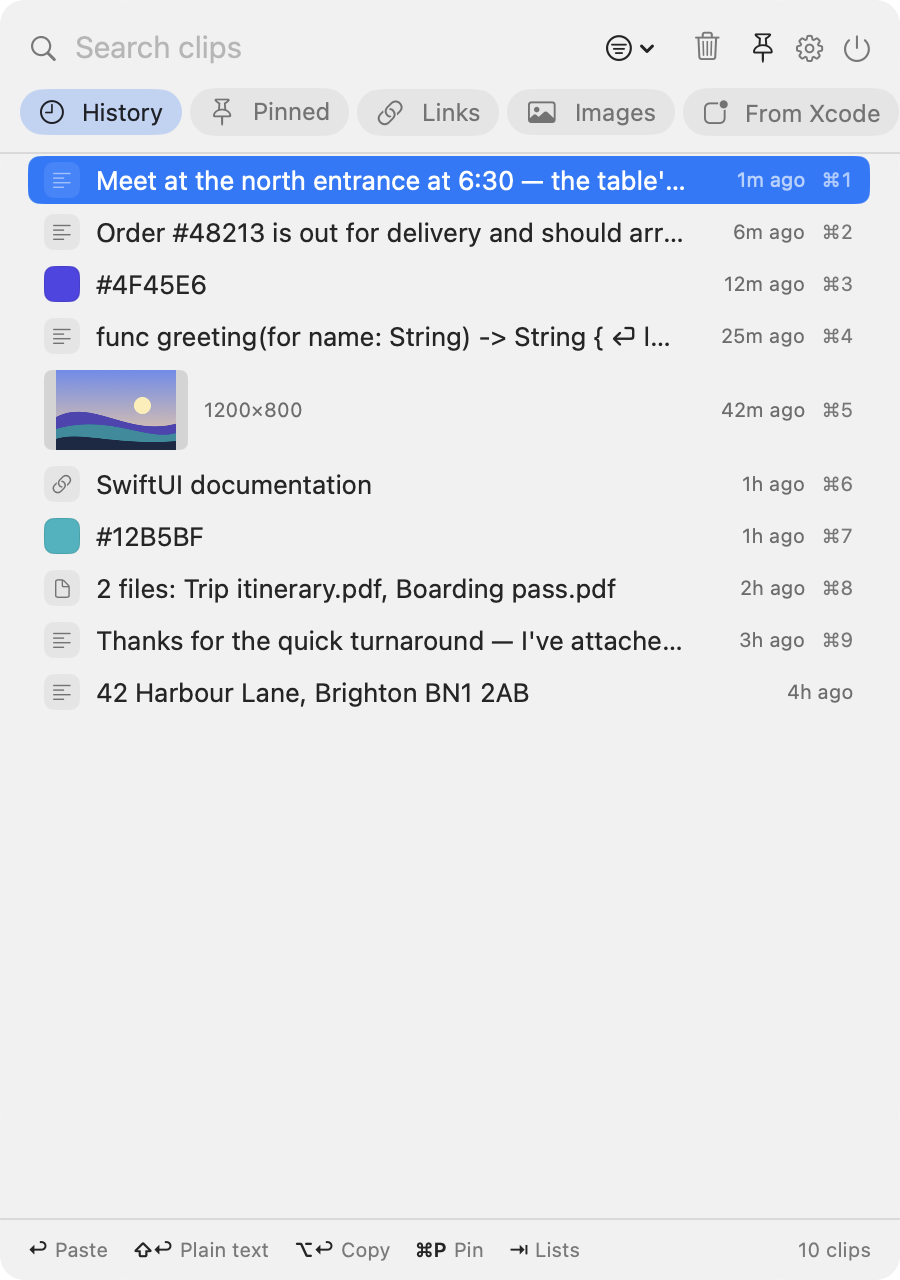 Search clips
History Pinned Links Images From Xcode
Meet at the north entrance at 6:30 — the table'… 1m ago ⌘1
Order #48213 is out for delivery and should arr… 6m ago ⌘2
#4F45E6 12m ago ⌘3
func greeting(for name: String) -> String { ↩ l… 25m ago ⌘4
1200×800 42m ago ⌘5
SwiftUI documentation 1h ago ⌘6
#12B5BF 1h ago ⌘7
2 files: Trip itinerary.pdf, Boarding pass.pdf 2h ago ⌘8
Thanks for the quick turnaround — I've attache… 3h ago ⌘9
42 Harbour Lane, Brighton BN1 2AB 4h ago
↩ Paste ⇧↩ Plain text ⌥↩ Copy ⌘P Pin ⇥ Lists 10 clips